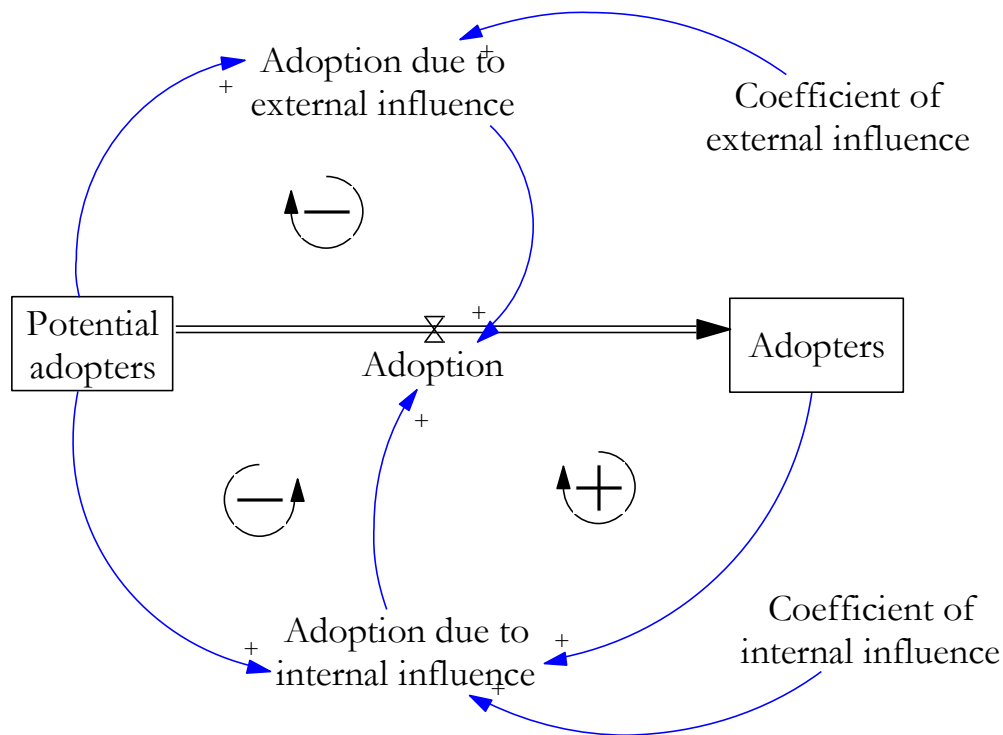 Adoption due to
external influence
+
+
Coefficient of
external influence
−
Potential
adopters
+
Adoption
Adopters
+
−
+
Adoption due to
internal influence
+
+
+
Coefficient of
internal influence